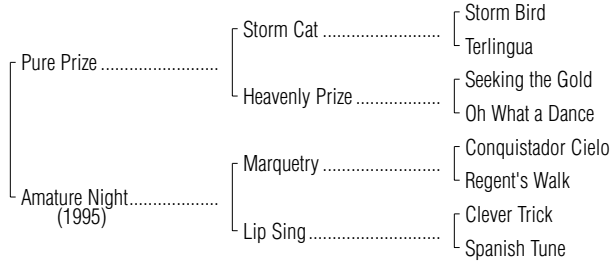 Storm Bird
Storm Cat ..........................
Terlingua
Pure Prize ..........................
Seeking the Gold
Heavenly Prize ...................
Oh What a Dance
Conquistador Cielo
Marquetry ..........................
Regent's Walk
Amature Night...................
(1995)
Clever Trick
Lip Sing.............................
Spanish Tune